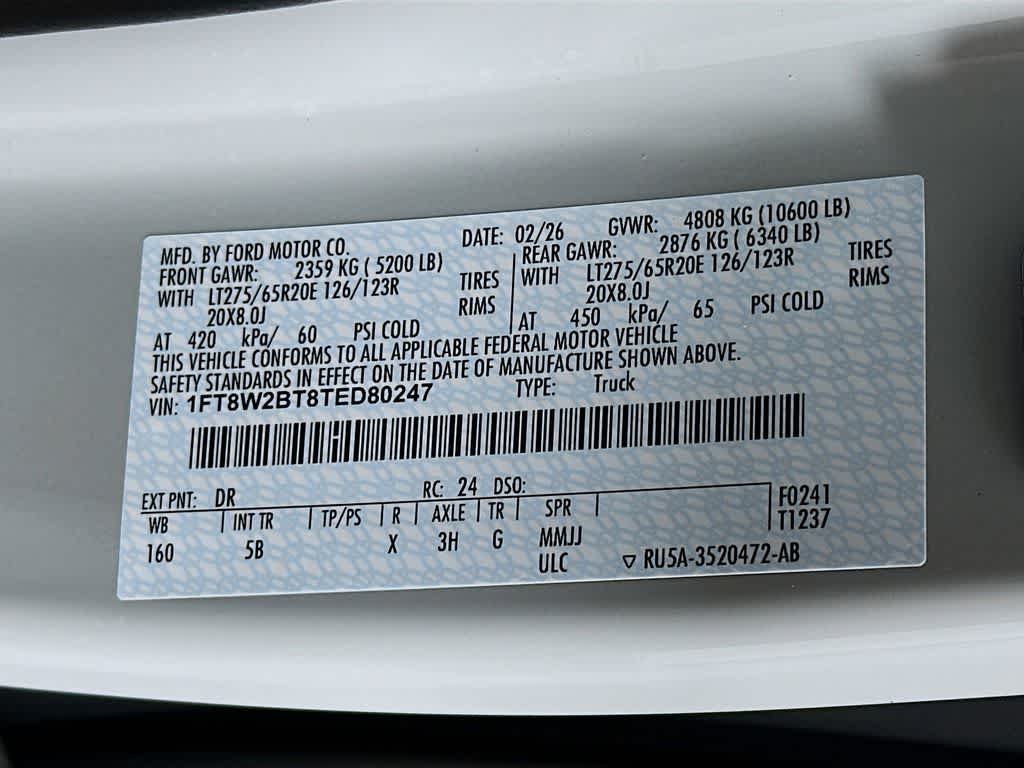 MFD. BY FORD MOTOR CO. DATE: 02/26 GVWR: 4808 KG (10600 LB)
FRONT GAWR: 2359 KG ( 5200 LB) REAR GAWR: 2876 KG ( 6340 LB)
WITH LT275/65R20E 126/123R TIRES WITH LT275/65R20E 126/123R TIRES
20X8.0J RIMS 20X8.0J RIMS
AT 420 kPa/ 60 PSI COLD AT 450 kPa/ 65 PSI COLD
THIS VEHICLE CONFORMS TO ALL APPLICABLE FEDERAL MOTOR VEHICLE
SAFETY STANDARDS IN EFFECT ON THE DATE OF MANUFACTURE SHOWN ABOVE.
VIN: 1FT8W2BT8TED80247 TYPE: Truck
EXT PNT: DR RC: 24 DSO:
WB INT TR TP/PS R AXLE TR SPR F0241
160 5B X 3H G MMJJ T1237
ULC RU5A-3520472-AB